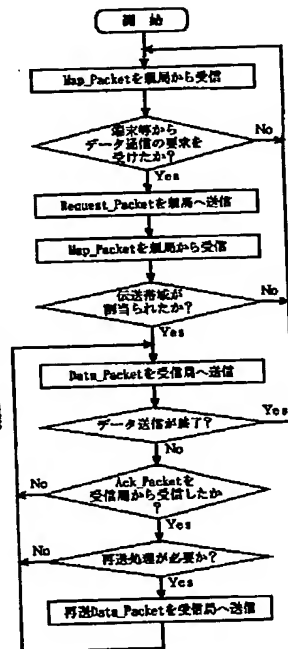 開 始
Map_Packetを親局から受信
端末等から
データ送信の要求を
受けたか?
No
Yes
Request_Packetを親局へ送信
Map_Packetを親局から受信
伝送帯域が
割当られたか?
No
Yes
Data_Packetを受信局へ送信
データ送信が終了?
Yes
No
Ack_Packetを
受信局から受信したか
?
No
Yes
再送処理が必要か?
No
Yes
再送Data_Packetを受信局へ送信